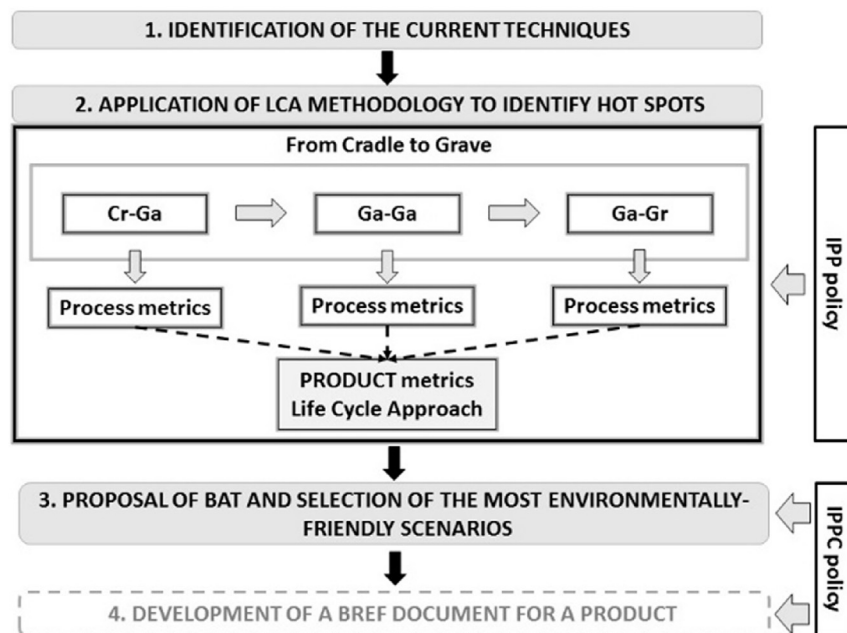 1. IDENTIFICATION OF THE CURRENT TECHNIQUES
2. APPLICATION OF LCA METHODOLOGY TO IDENTIFY HOT SPOTS
From Cradle to Grave
Cr-Ga
Ga-Ga
Ga-Gr
Process metrics
Process metrics
Process metrics
PRODUCT metrics
Life Cycle Approach
IPP policy
3. PROPOSAL OF BAT AND SELECTION OF THE MOST ENVIRONMENTALLY-
FRIENDLY SCENARIOS
IPPC policy
4. DEVELOPMENT OF A BREF DOCUMENT FOR A PRODUCT